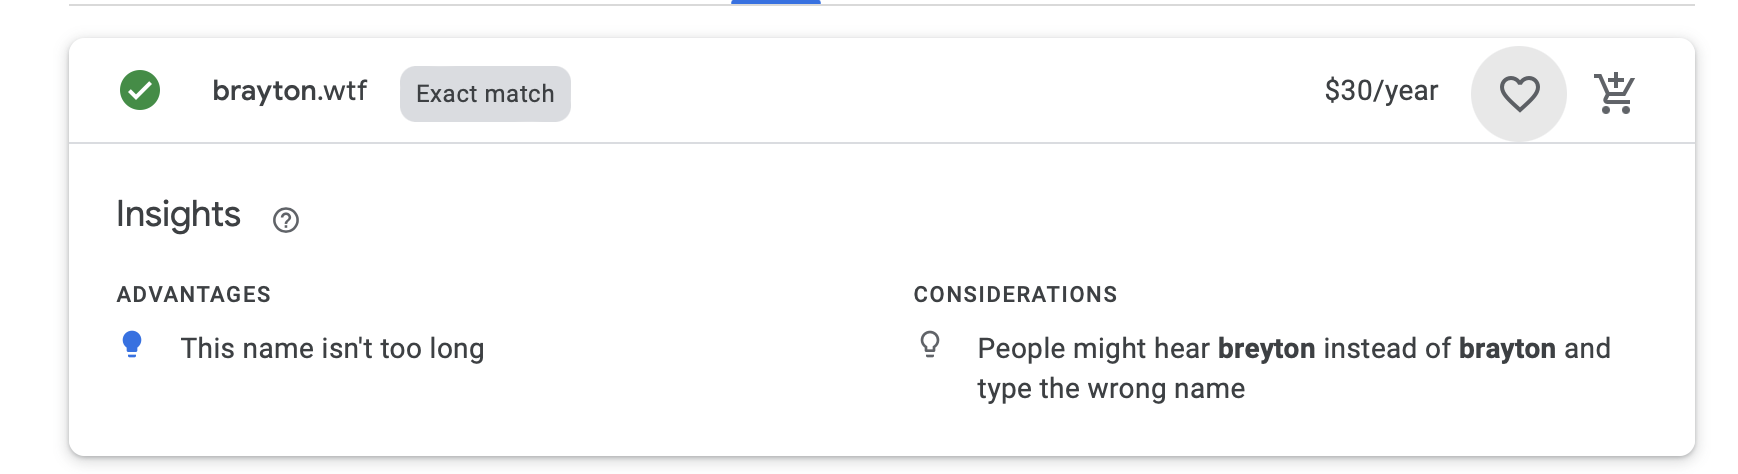 brayton.wtf Exact match $30/year
Insights
ADVANTAGES
This name isn't too long
CONSIDERATIONS
People might hear breyton instead of brayton and
type the wrong name